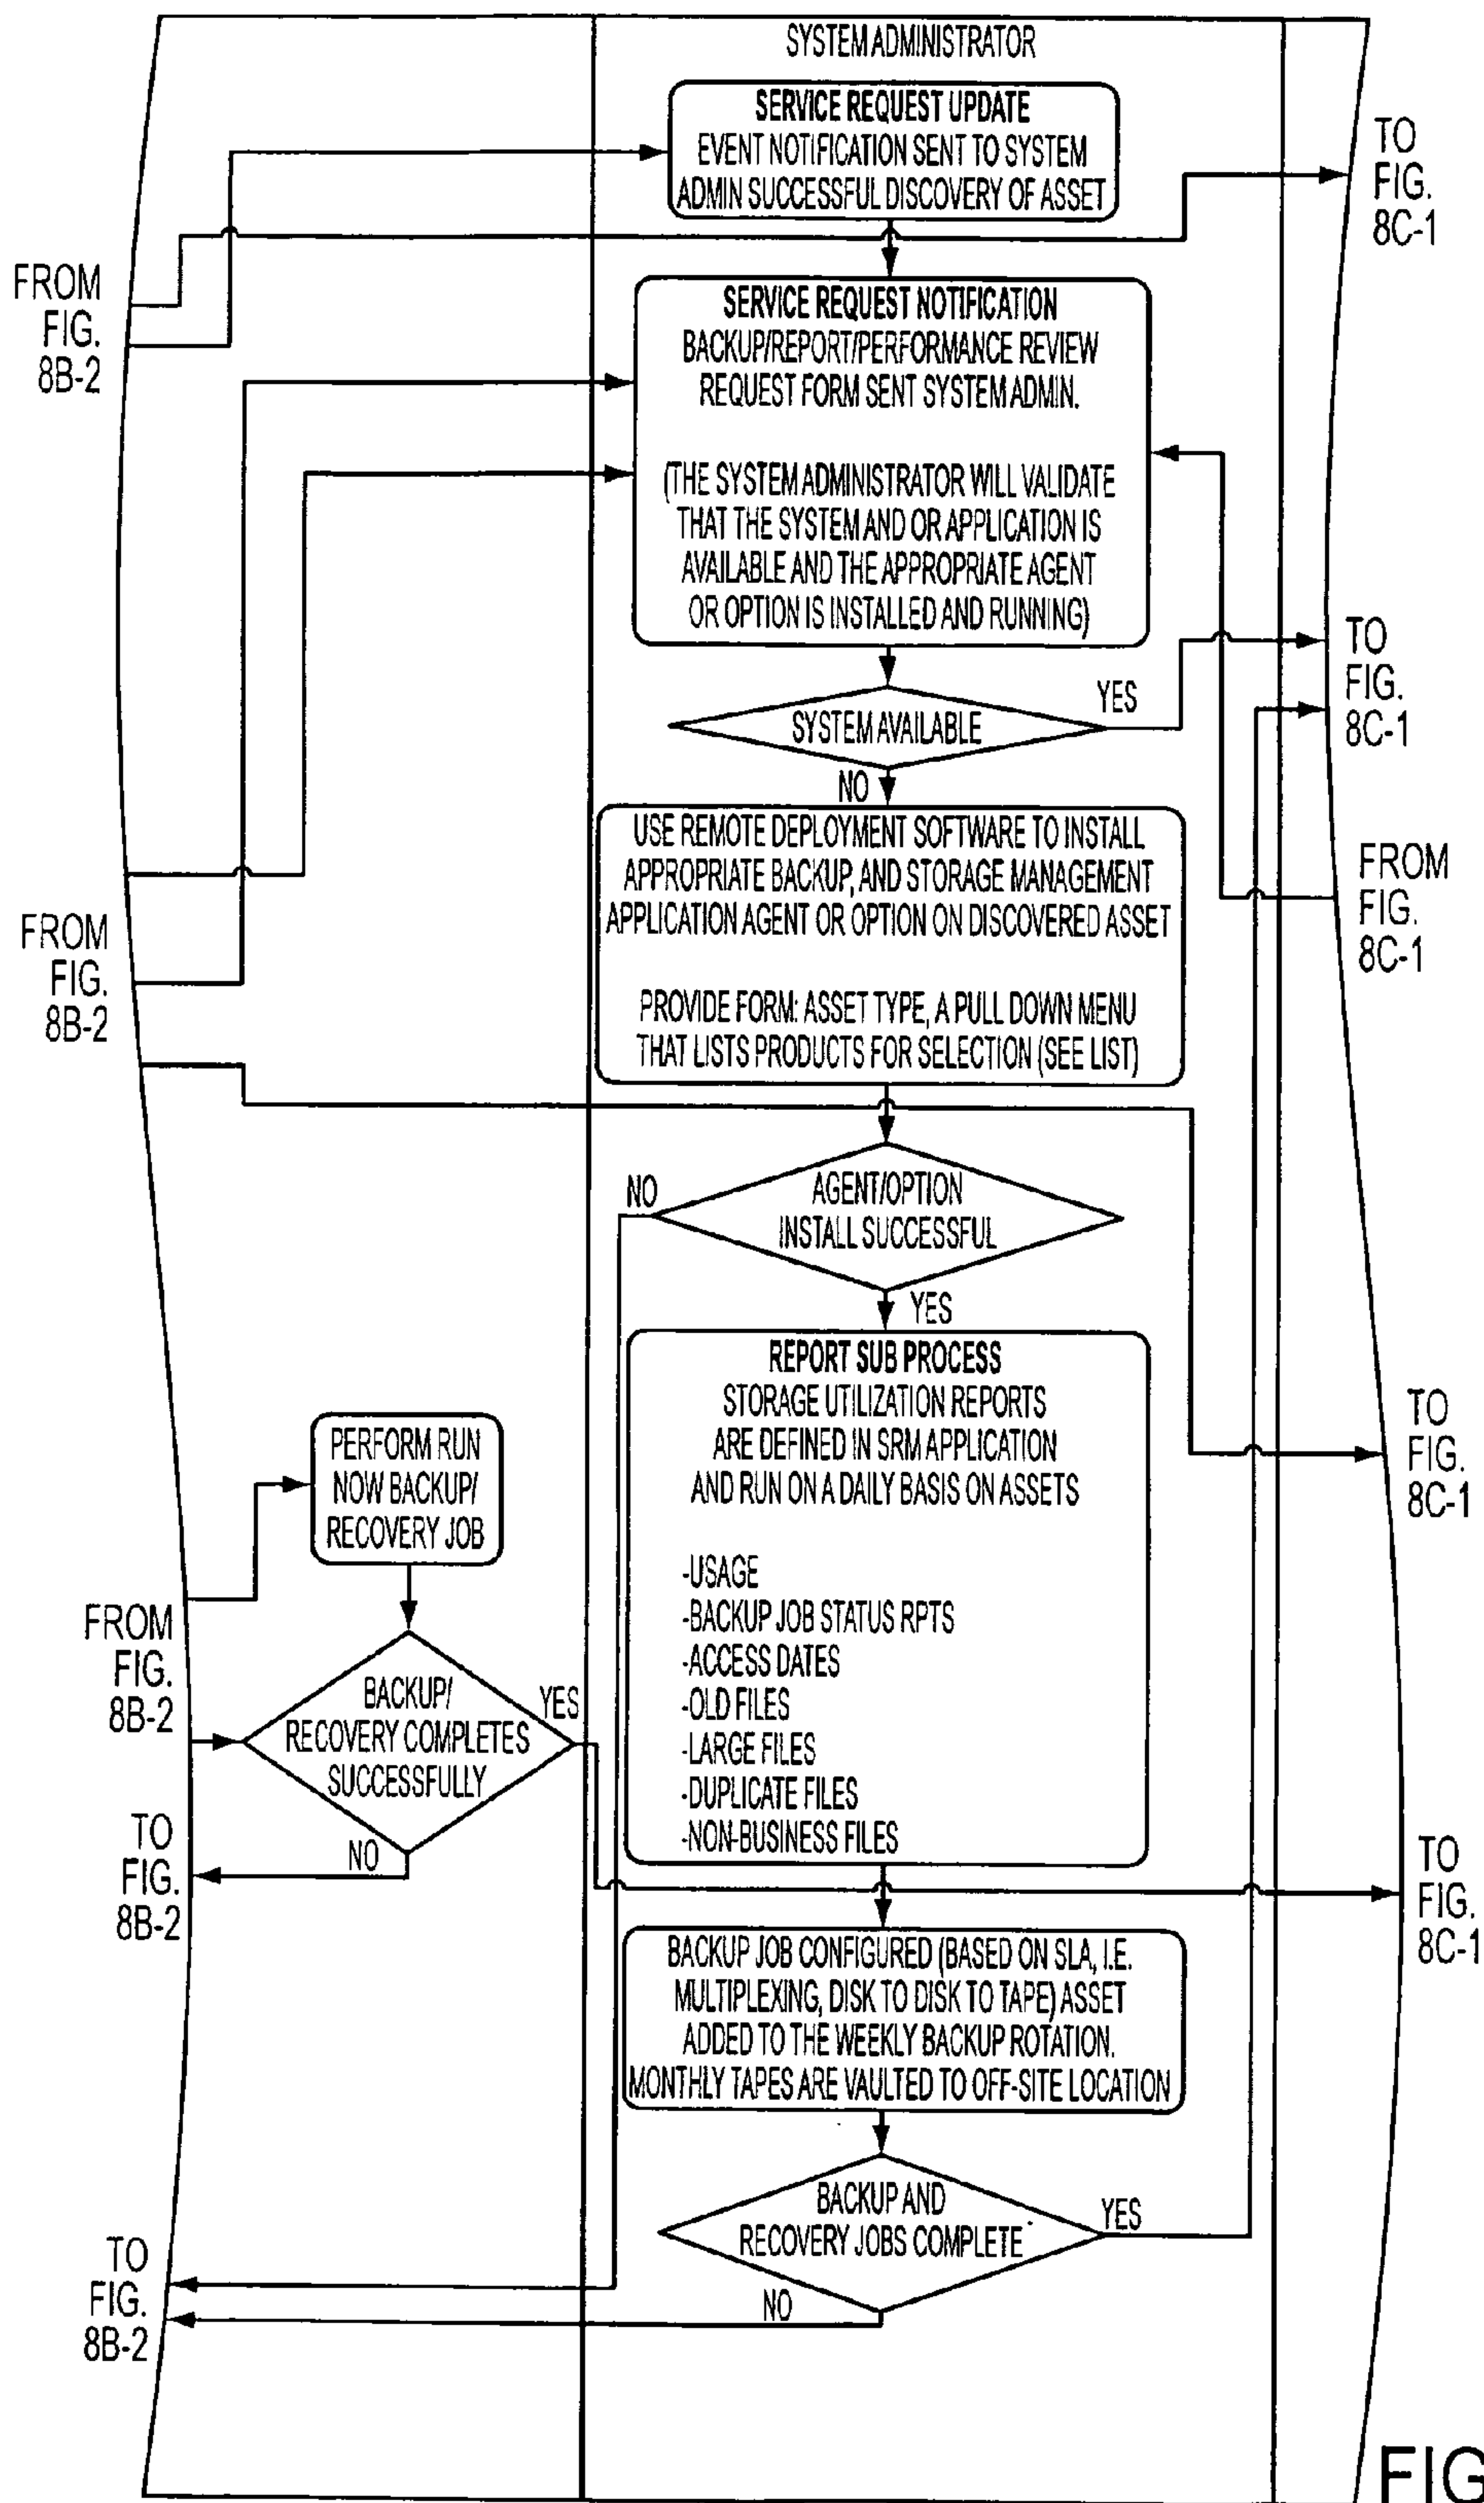 SYSTEM ADMINISTRATOR
SERVICE REQUEST UPDATE
EVENT NOTIFICATION SENT TO SYSTEM
ADMIN SUCCESSFUL DISCOVERY OF ASSET
TO
FIG.
8C-1
FROM
FIG.
8B-2
SERVICE REQUEST NOTIFICATION
BACKUP/REPORT/PERFORMANCE REVIEW
REQUEST FORM SENT SYSTEM ADMIN.
(THE SYSTEM ADMINISTRATOR WILL VALIDATE
THAT THE SYSTEM AND OR APPLICATION IS
AVAILABLE AND THE APPROPRIATE AGENT
OR OPTION IS INSTALLED AND RUNNING)
TO
FIG.
8C-1
SYSTEM AVAILABLE
YES
NO
USE REMOTE DEPLOYMENT SOFTWARE TO INSTALL
APPROPRIATE BACKUP, AND STORAGE MANAGEMENT
APPLICATION AGENT OR OPTION ON DISCOVERED ASSET
PROVIDE FORM: ASSET TYPE, A PULL DOWN MENU
THAT LISTS PRODUCTS FOR SELECTION (SEE LIST)
FROM
FIG.
8C-1
FROM
FIG.
8B-2
NO
AGENT/OPTION
INSTALL SUCCESSFUL
YES
REPORT SUB PROCESS
STORAGE UTILIZATION REPORTS
ARE DEFINED IN SRM APPLICATION
AND RUN ON A DAILY BASIS ON ASSETS
-USAGE
-BACKUP JOB STATUS RPTS
-ACCESS DATES
-OLD FILES
-LARGE FILES
-DUPLICATE FILES
-NON-BUSINESS FILES
TO
FIG.
8C-1
PERFORM RUN
NOW BACKUP/
RECOVERY JOB
FROM
FIG.
8B-2
BACKUP/
RECOVERY COMPLETES
SUCCESSFULLY
YES
NO
TO
FIG.
8B-2
TO
FIG.
8C-1
BACKUP JOB CONFIGURED (BASED ON SLA, I.E.
MULTIPLEXING, DISK TO DISK TO TAPE) ASSET
ADDED TO THE WEEKLY BACKUP ROTATION.
MONTHLY TAPES ARE VAULTED TO OFF-SITE LOCATION
BACKUP AND
RECOVERY JOBS COMPLETE
YES
NO
TO
FIG.
8B-2
FIG